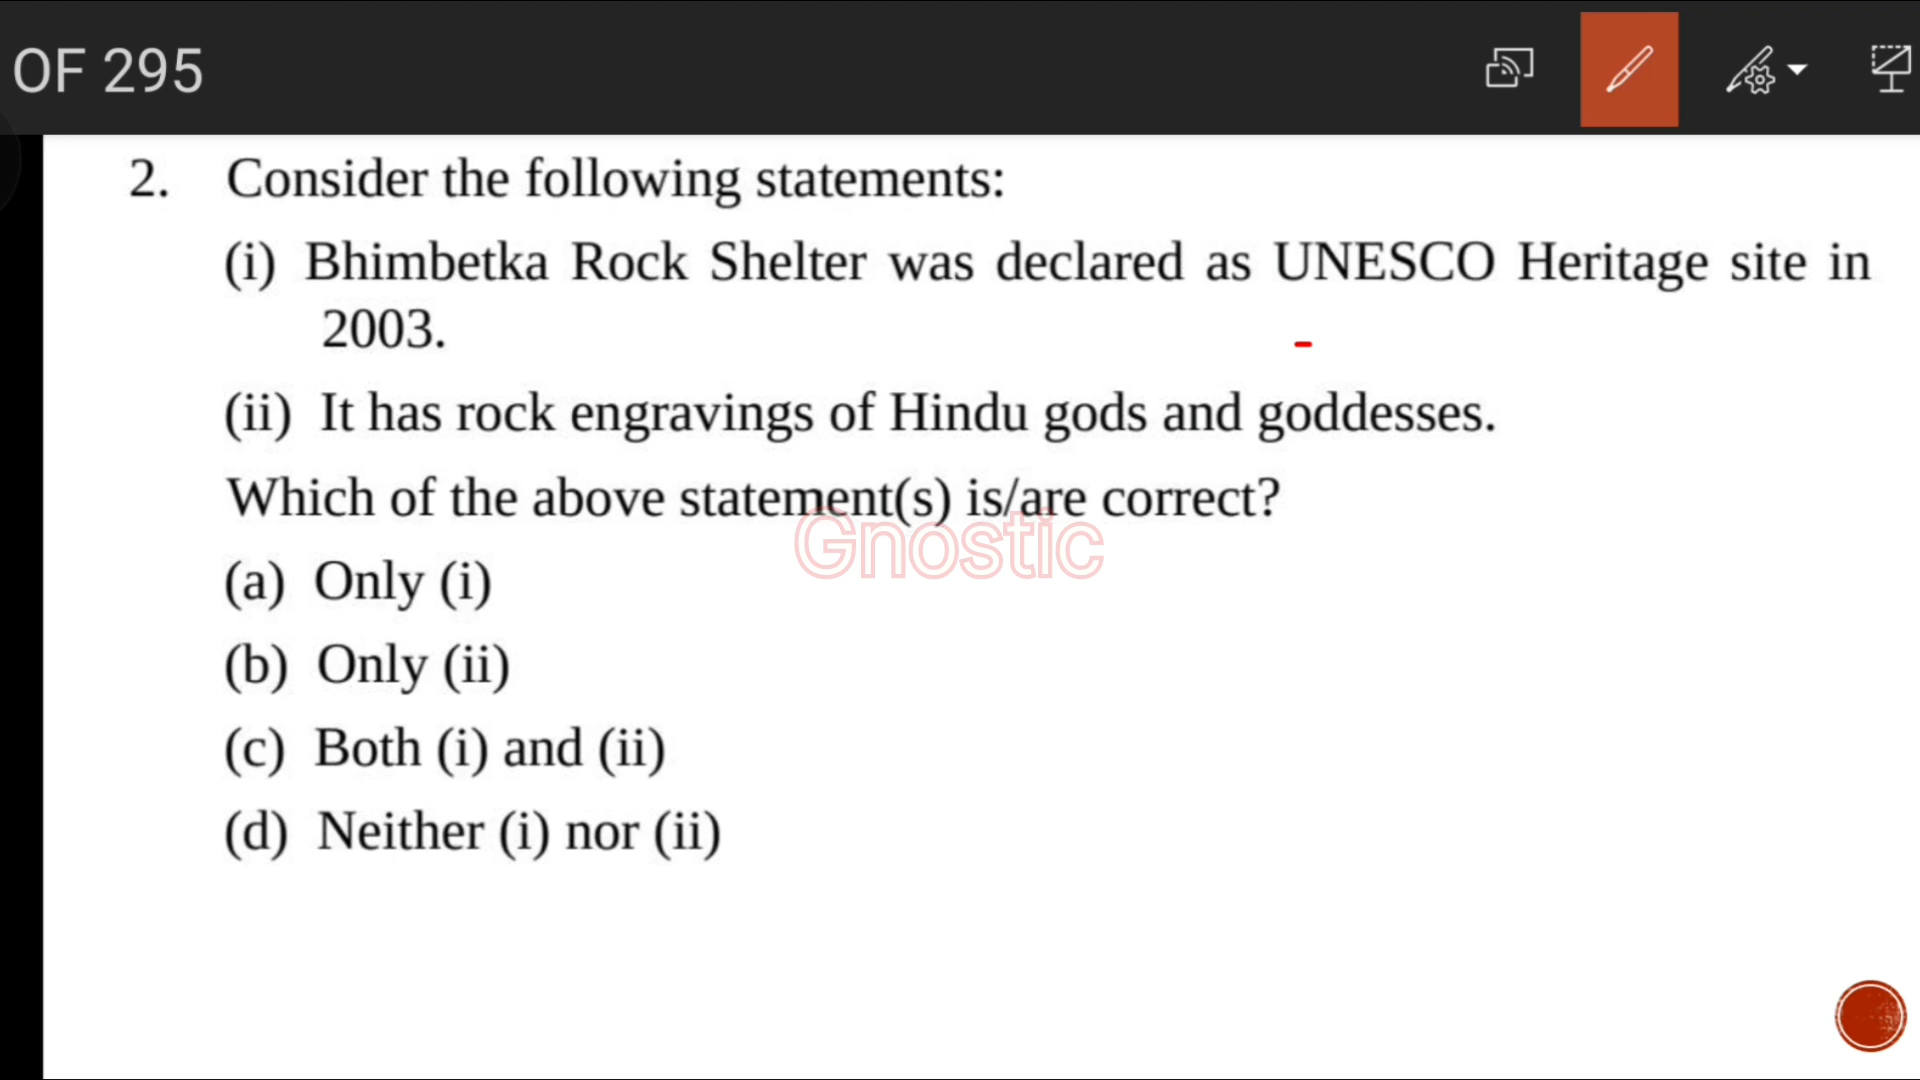 OF 295
2. Consider the following statements:
(i) Bhimbetka Rock Shelter was declared as UNESCO Heritage site in
2003.
(ii) It has rock engravings of Hindu gods and goddesses.
Which of the above statement(s) is/are correct?
Gnostic
(a) Only (i)
(b) Only (ii)
(c) Both (i) and (ii)
(d) Neither (i) nor (ii)